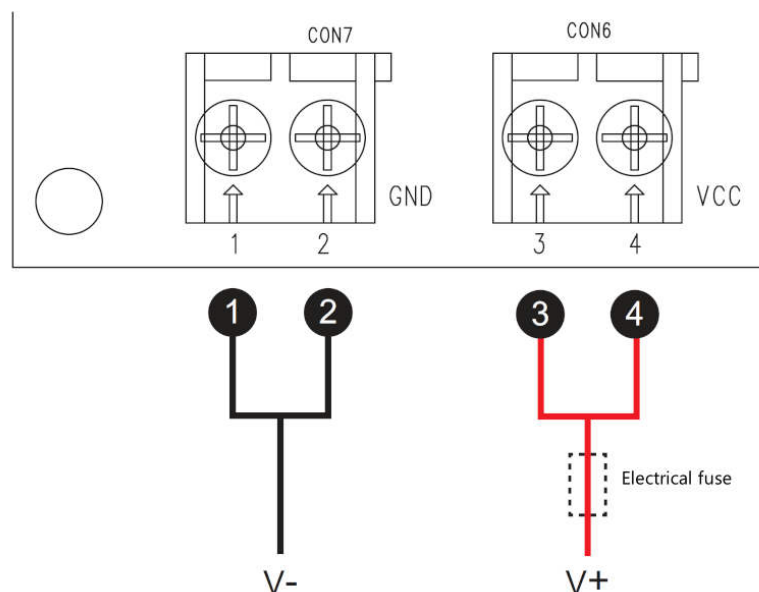 CON7
CON6
GND
VCC
1
2
3
4
1
2
3
4
Electrical fuse
V-
V+